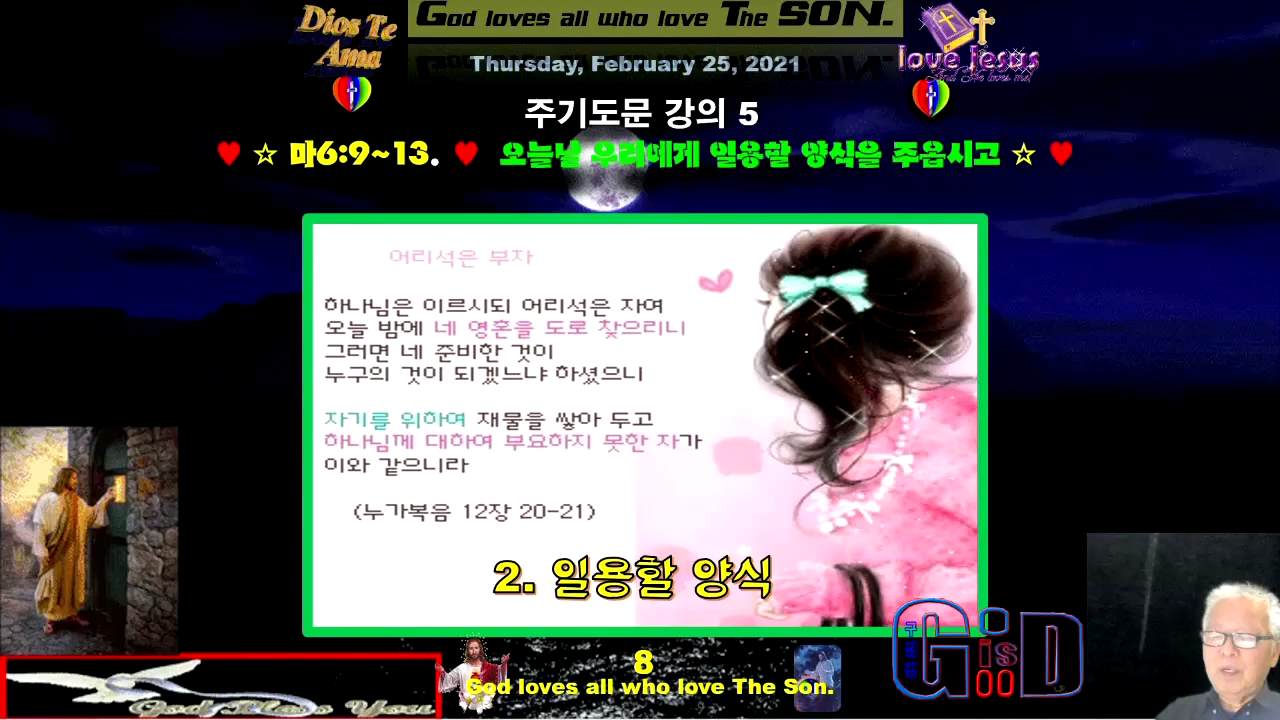 Dios Te
Ama
God loves all who love The SON.
love Jesus
And He loves me!
Thursday, February 25, 2021
주기도문 강의 5
♥ ☆ 마6:9~13. ♥ 오늘날 우리에게 일용할 양식을 주옵시고 ☆ ♥
어리석은 부자
하나님은 이르시되 어리석은 자여
오늘 밤에 네 영혼을 도로 찾으리니
그러면 네 준비한 것이
누구의 것이 되겠느냐 하셨으니
자기를 위하여 재물을 쌓아 두고
하나님께 대하여 부요하지 못한 자가
이와 같으니라
(누가복음 12장 20-21)
2. 일용할 양식
8
God loves all who love The Son.
God Bless You
GOD is